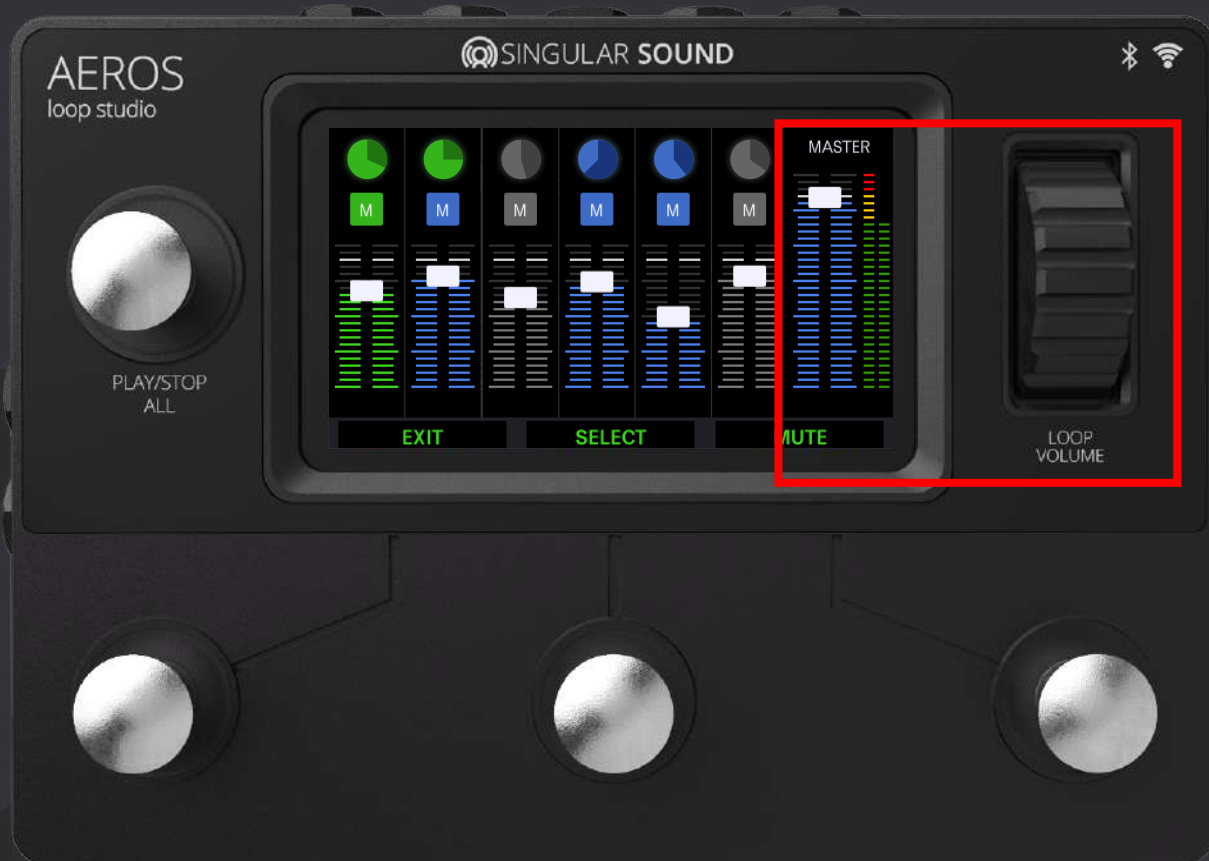 AEROS
loop studio
SINGULAR SOUND
MASTER
M M M M M M
EXIT SELECT MUTE
PLAY/STOP
ALL
LOOP
VOLUME